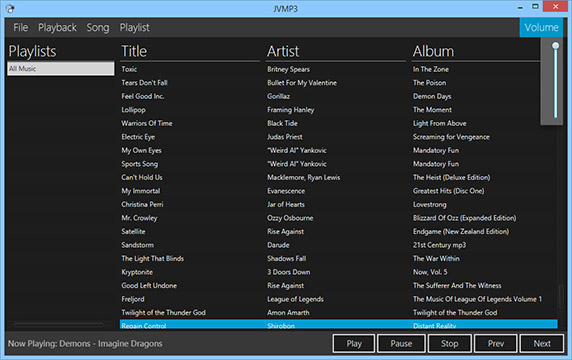 JVMP3
File Playback Song Playlist Volume
Playlists Title Artist Album
All Music Toxic Britney Spears In The Zone
Tears Don't Fall Bullet For My Valentine The Poison
Feel Good Inc. Gorillaz Demon Days
Lollipop Framing Hanley The Moment
Warriors Of Time Black Tide Light From Above
Electric Eye Judas Priest Screaming for Vengeance
My Own Eyes "Weird Al" Yankovic Mandatory Fun
Sports Song "Weird Al" Yankovic Mandatory Fun
Can't Hold Us Macklemore, Ryan Lewis The Heist (Deluxe Edition)
My Immortal Evanescence Greatest Hits (Disc One)
Christina Perri Jar of Hearts Lovestrong
Mr. Crowley Ozzy Osbourne Blizzard Of Ozz (Expanded Edition)
Satellite Rise Against Endgame (New Zealand Edition)
Sandstorm Darude 21st Century mp3
The Light That Blinds Shadows Fall The War Within
Kryptonite 3 Doors Down Now, Vol. 5
Good Left Undone Rise Against The Sufferer And The Witness
Freljord League of Legends The Music Of League Of Legends Volume 1
Twilight of the Thunder God Amon Amarth Twilight of the Thunder God
Regain Control Shirobon Distant Reality
Now Playing: Demons - Imagine Dragons Play Pause Stop Prev Next